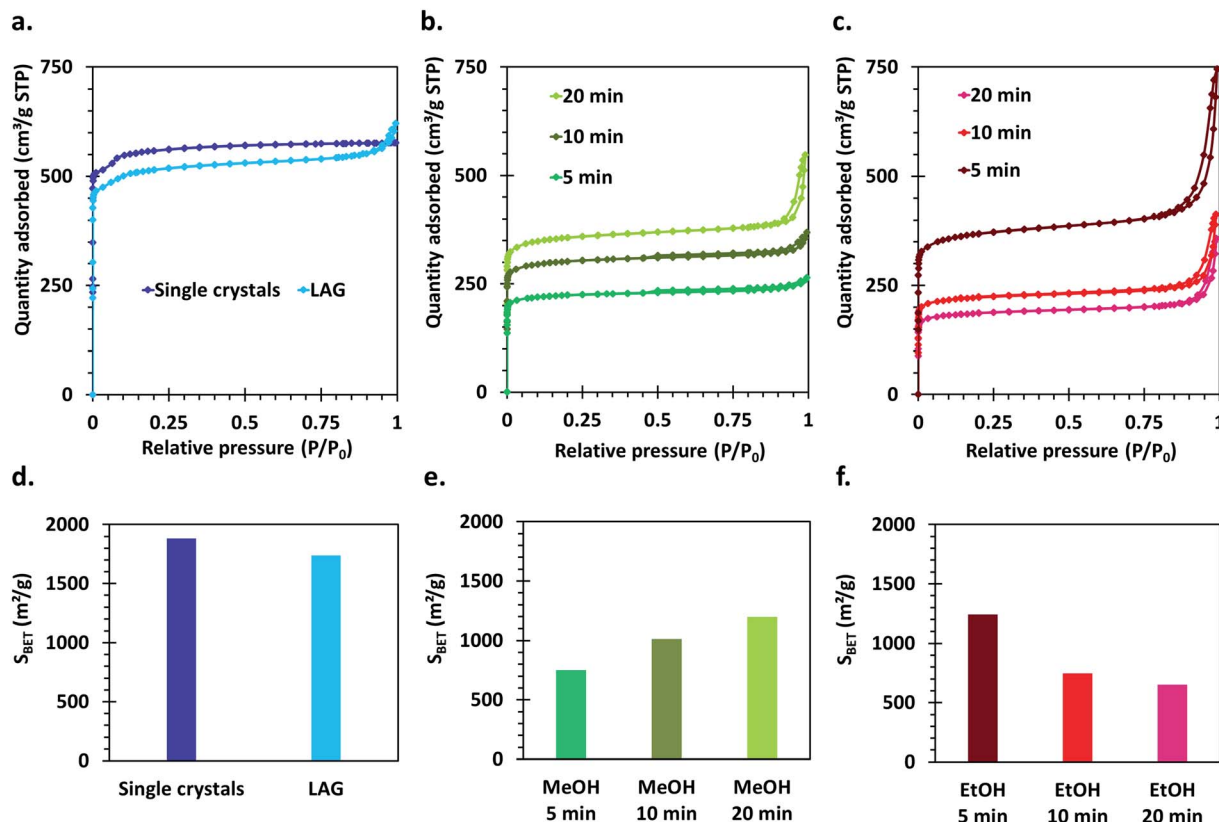 a.
Quantity adsorbed (cm³/g STP)
750
500
250
0
Single crystals
LAG
0 0.25 0.5 0.75 1
Relative pressure (P/P₀)
b.
Quantity adsorbed (cm³/g STP)
750
500
250
0
20 min
10 min
5 min
0 0.25 0.5 0.75 1
Relative pressure (P/P₀)
c.
Quantity adsorbed (cm³/g STP)
750
500
250
0
20 min
10 min
5 min
0 0.25 0.5 0.75 1
Relative pressure (P/P₀)
d.
S_BET (m²/g)
2000
1500
1000
500
0
Single crystals LAG
e.
S_BET (m²/g)
2000
1500
1000
500
0
MeOH MeOH MeOH
5 min 10 min 20 min
f.
S_BET (m²/g)
2000
1500
1000
500
0
EtOH EtOH EtOH
5 min 10 min 20 min